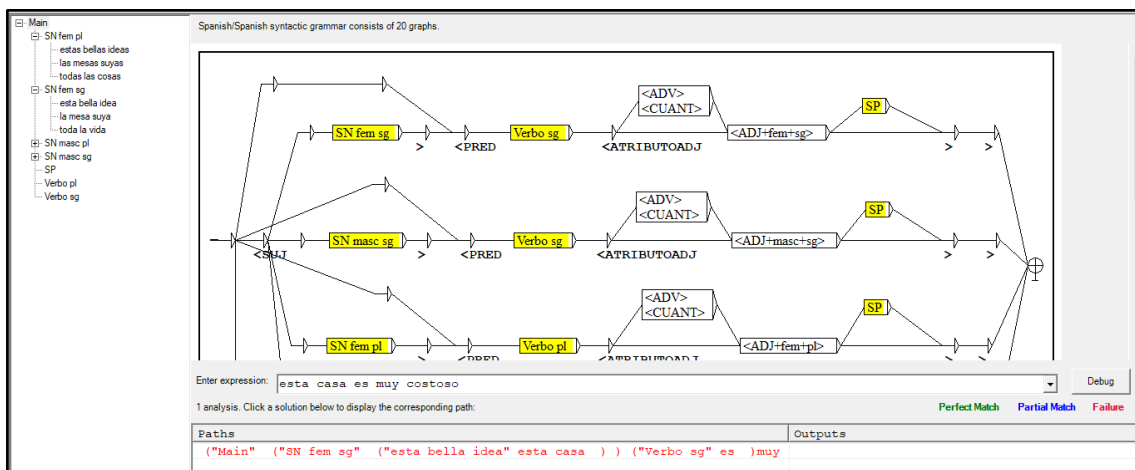 Main
SN fem pl
estas bellas ideas
las mesas suyas
todas las cosas
SN fem sg
esta bella idea
la mesa suya
toda la vida
SN masc pl
SN masc sg
SP
Verbo pl
Verbo sg
Spanish/Spanish syntactic grammar consists of 20 graphs.
<ADV>
<CUANT>
SP
SN fem sg Verbo sg <ADJ+fem+sg>
> <PRED <ATRIBUTOADJ > >
<ADV>
<CUANT>
SP
SN masc sg Verbo sg <ADJ+masc+sg>
<SUJ > <PRED <ATRIBUTOADJ > >
<ADV>
<CUANT>
SP
SN fem pl Verbo pl <ADJ+fem+pl>
> <PRED <ATRIBUTOADJ > >
Enter expression: esta casa es muy costoso Debug
1 analysis. Click a solution below to display the corresponding path: Perfect Match Partial Match Failure
Paths Outputs
("Main" ("SN fem sg" ("esta bella idea" esta casa ) ) ("Verbo sg" es )muy